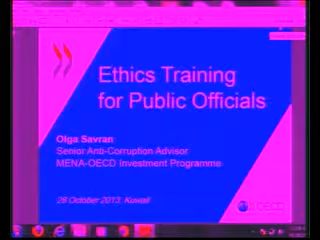 Ethics Training
for Public Officials
Olga Savran
Senior Anti-Corruption Advisor
MENA-OECD Investment Programme
28 October 2013, Kuwait
OECD